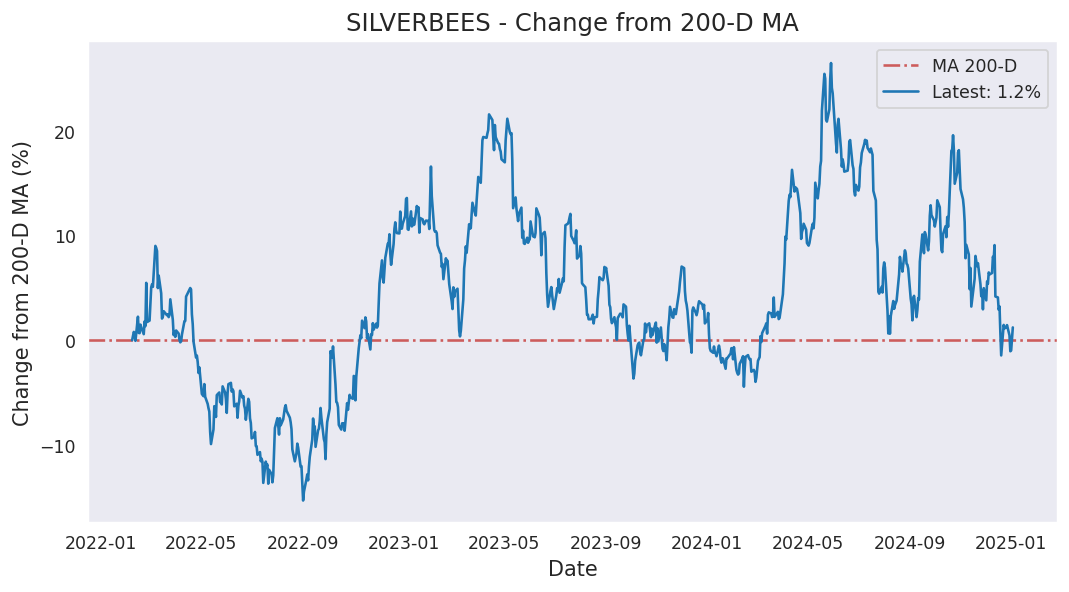 SILVERBEES - Change from 200-D MA
MA 200-D
Latest: 1.2%
Change from 200-D MA (%)
20
10
0
−10
2022-01 2022-05 2022-09 2023-01 2023-05 2023-09 2024-01 2024-05 2024-09 2025-01
Date